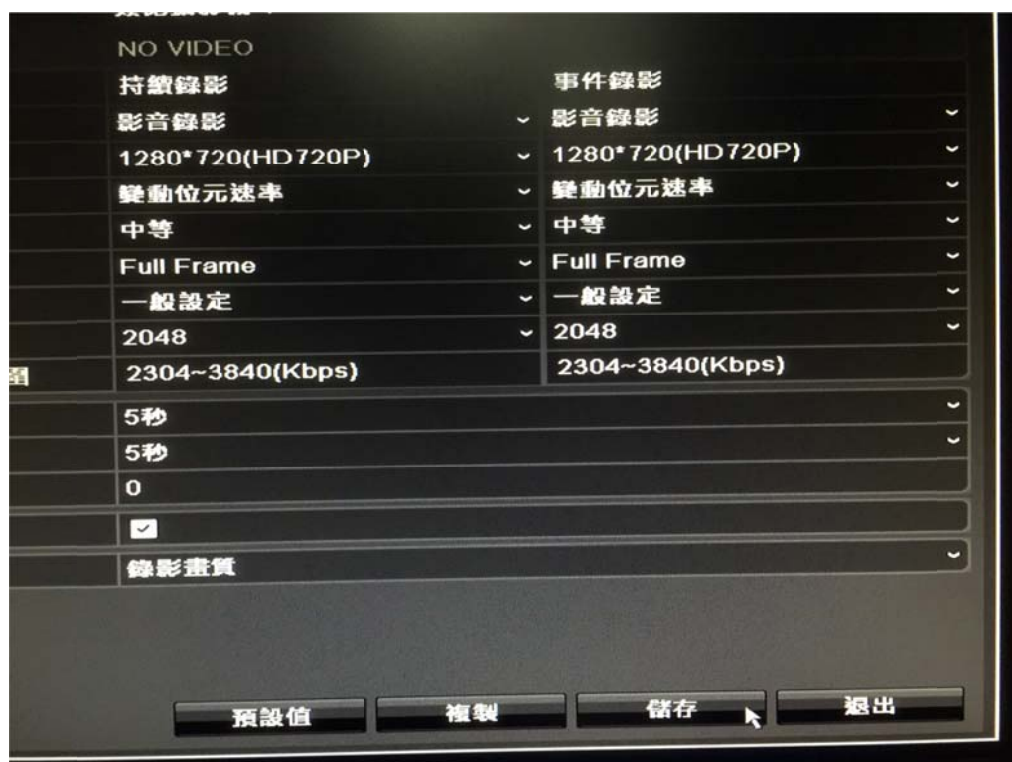 NO VIDEO
持續錄影 事件錄影
影音錄影 影音錄影
1280*720(HD720P) 1280*720(HD720P)
變動位元速率 變動位元速率
中等 中等
Full Frame Full Frame
一般設定 一般設定
2048 2048
2304~3840(Kbps) 2304~3840(Kbps)
5秒
5秒
0
錄影畫質
預設值 複製 儲存 退出